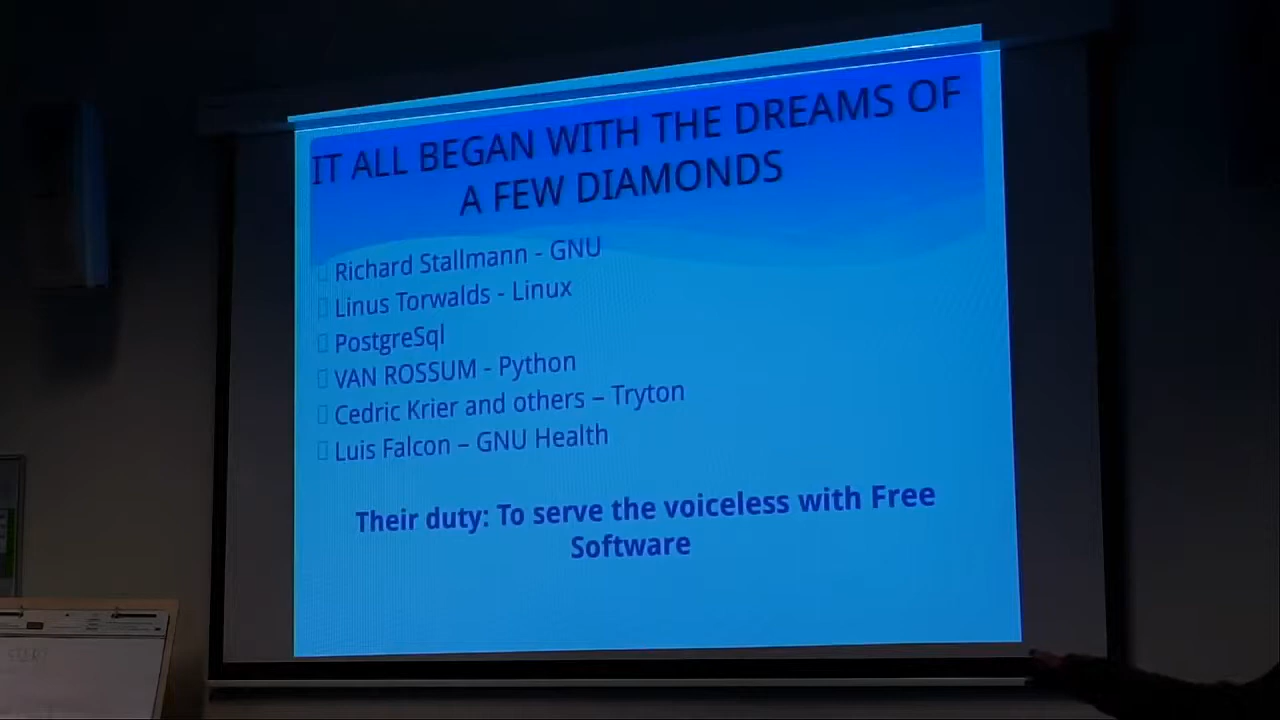 IT ALL BEGAN WITH THE DREAMS OF
A FEW DIAMONDS
Richard Stallmann - GNU
Linus Torwalds - Linux
PostgreSql
VAN ROSSUM - Python
Cedric Krier and others – Tryton
Luis Falcon – GNU Health
Their duty: To serve the voiceless with Free
Software